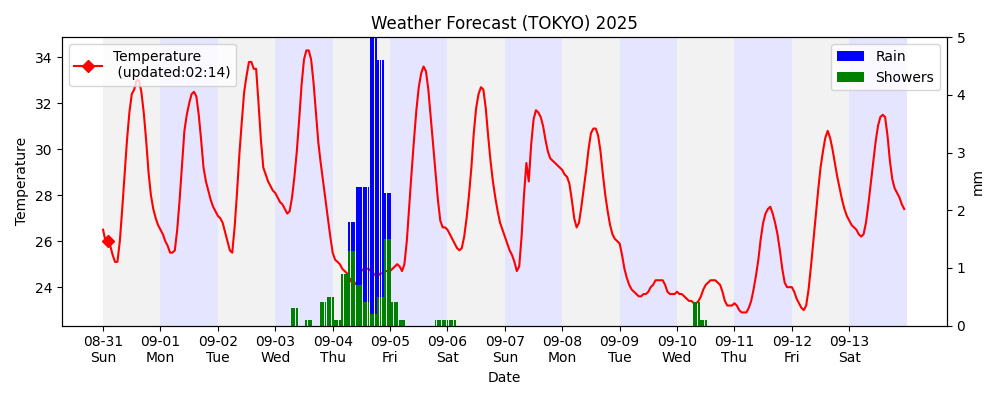 Weather Forecast (TOKYO) 2025
Temperature
(updated:02:14)
Rain
Showers
34
32
30
28
26
24
Temperature
5
4
3
2
1
0
mm
08-31 09-01 09-02 09-03 09-04 09-05 09-06 09-07 09-08 09-09 09-10 09-11 09-12 09-13
Sun Mon Tue Wed Thu Fri Sat Sun Mon Tue Wed Thu Fri Sat
Date